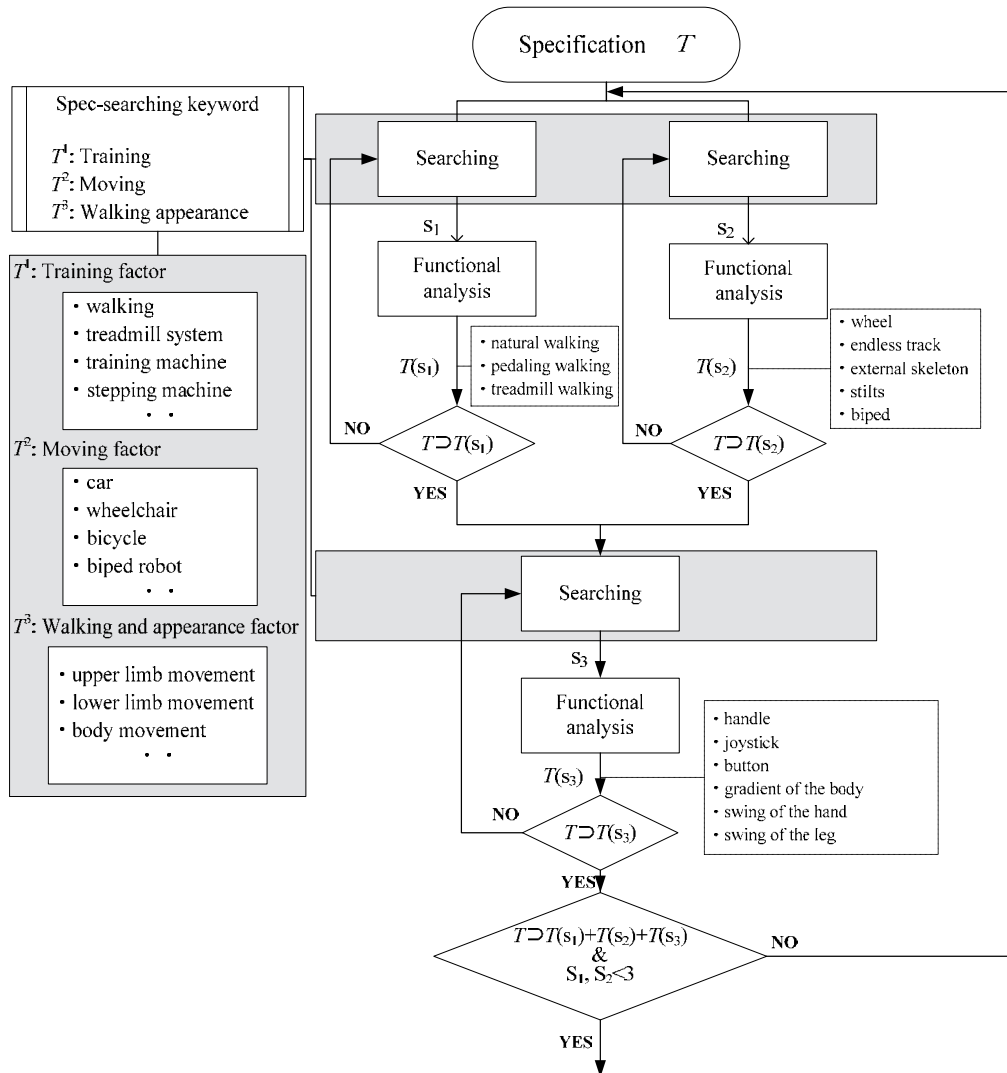 Specification T
Spec-searching keyword
T¹: Training
T²: Moving
T³: Walking appearance
T¹: Training factor
・walking
・treadmill system
・training machine
・stepping machine
・・
T²: Moving factor
・car
・wheelchair
・bicycle
・biped robot
・・
T³: Walking and appearance factor
・upper limb movement
・lower limb movement
・body movement
・・
Searching
S₁
Functional
analysis
T(s₁)
・natural walking
・pedaling walking
・treadmill walking
NO
T⊃T(s₁)
YES
Searching
S₂
Functional
analysis
T(s₂)
・wheel
・endless track
・external skeleton
・stilts
・biped
NO
T⊃T(s₂)
YES
Searching
S₃
Functional
analysis
T(s₃)
・handle
・joystick
・button
・gradient of the body
・swing of the hand
・swing of the leg
NO
T⊃T(s₃)
YES
T⊃T(s₁)+T(s₂)+T(s₃)
&
S₁, S₂<3
NO
YES